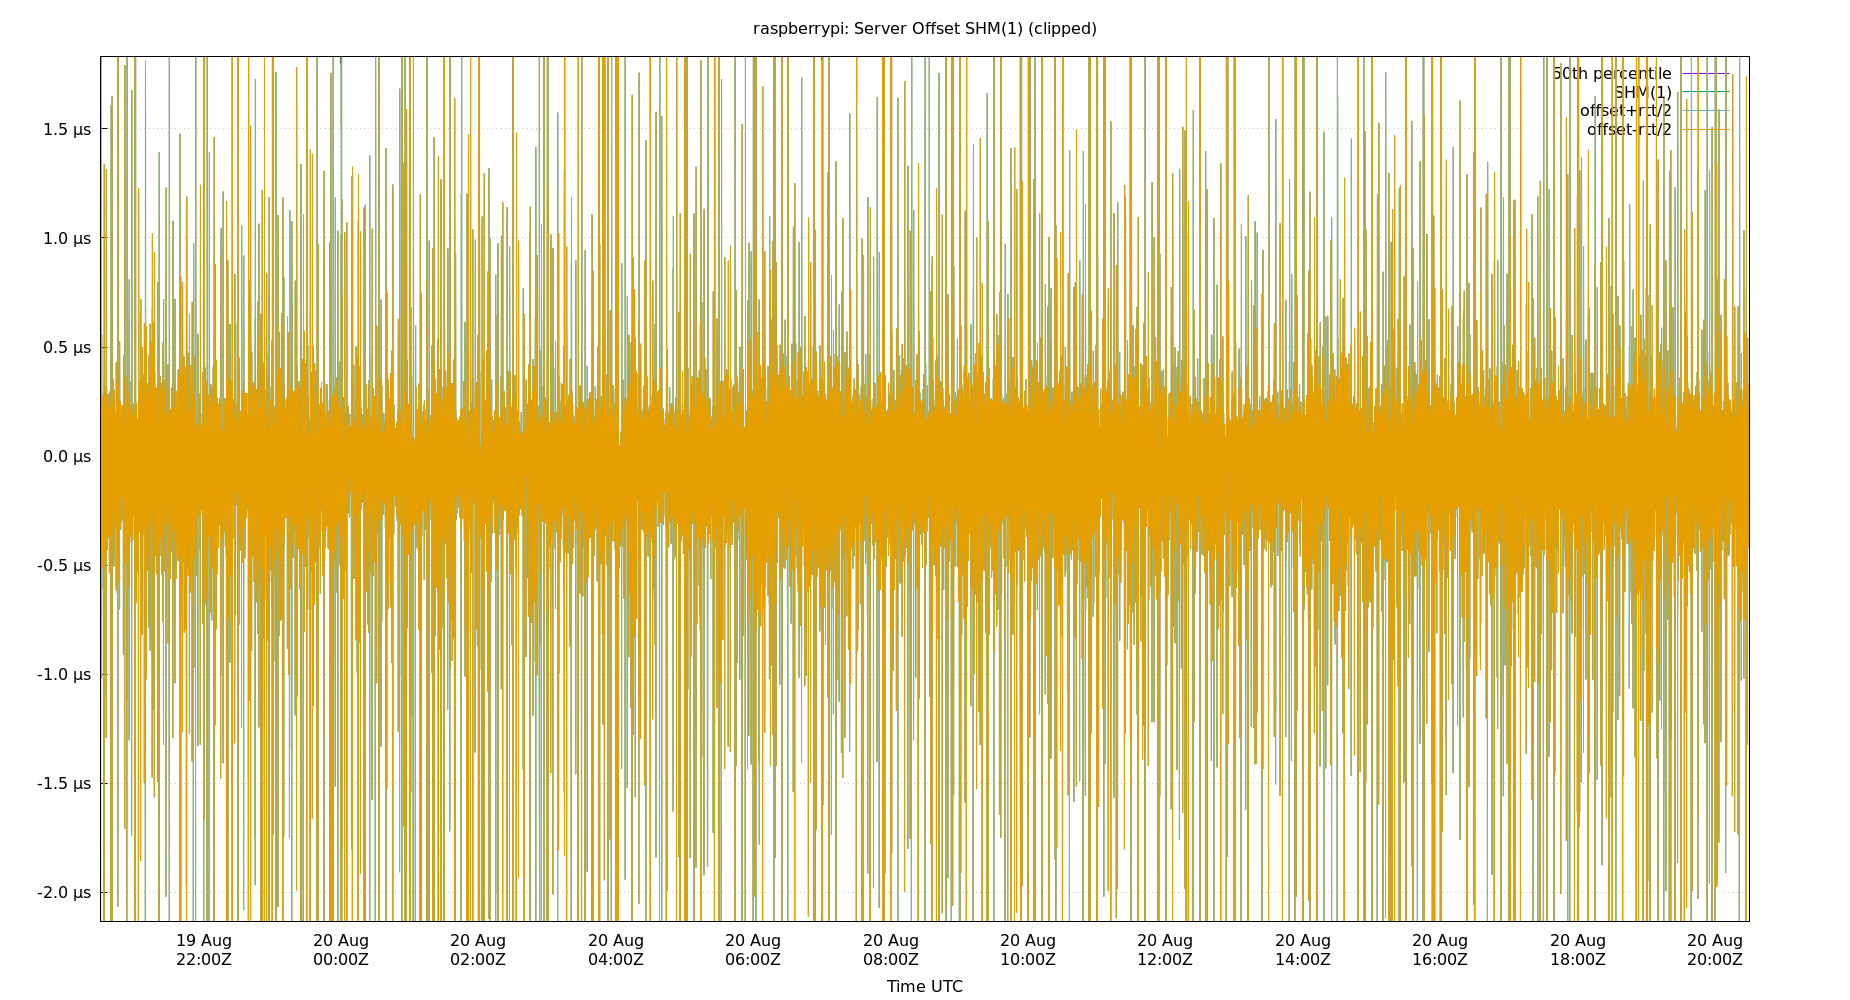 raspberrypi: Server Offset SHM(1) (clipped)
50th percentile
SHM(1)
offset+rtt/2
offset-rtt/2
1.5 µs
1.0 µs
0.5 µs
0.0 µs
-0.5 µs
-1.0 µs
-1.5 µs
-2.0 µs
19 Aug 20 Aug 20 Aug 20 Aug 20 Aug 20 Aug 20 Aug 20 Aug 20 Aug 20 Aug 20 Aug 20 Aug
22:00Z 00:00Z 02:00Z 04:00Z 06:00Z 08:00Z 10:00Z 12:00Z 14:00Z 16:00Z 18:00Z 20:00Z
Time UTC